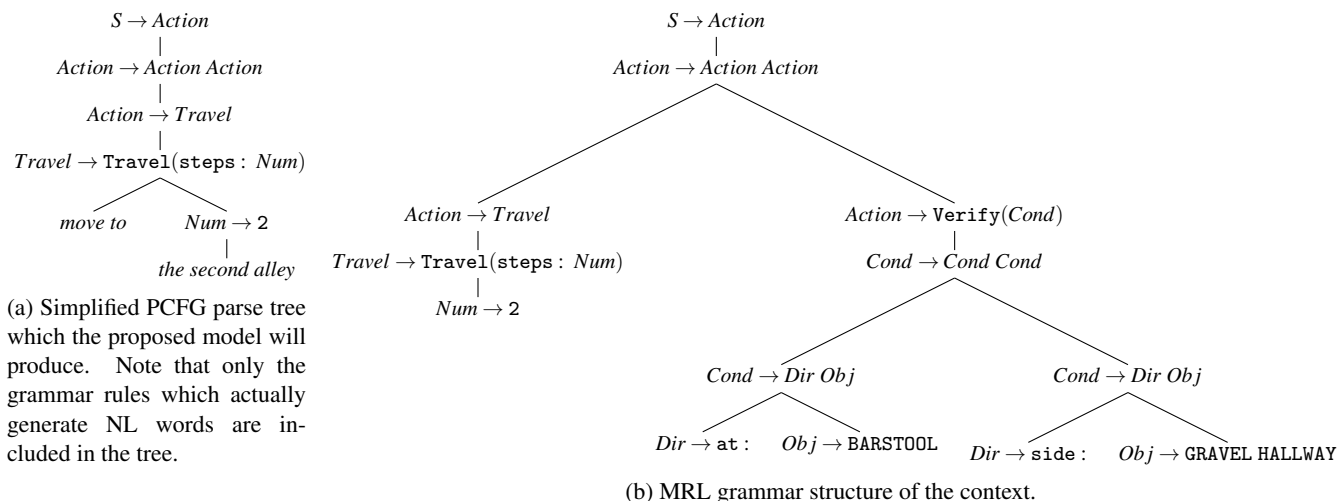 S → Action
Action → Action Action
Action → Travel
Travel → Travel(steps: Num)
move to
Num → 2
the second alley
(a) Simplified PCFG parse tree
which the proposed model will
produce. Note that only the
grammar rules which actually
generate NL words are in-
cluded in the tree.
S → Action
Action → Action Action
Action → Travel
Action → Verify(Cond)
Travel → Travel(steps: Num)
Cond → Cond Cond
Num → 2
Cond → Dir Obj
Cond → Dir Obj
Dir → at:
Obj → BARSTOOL
Dir → side:
Obj → GRAVEL HALLWAY
(b) MRL grammar structure of the context.